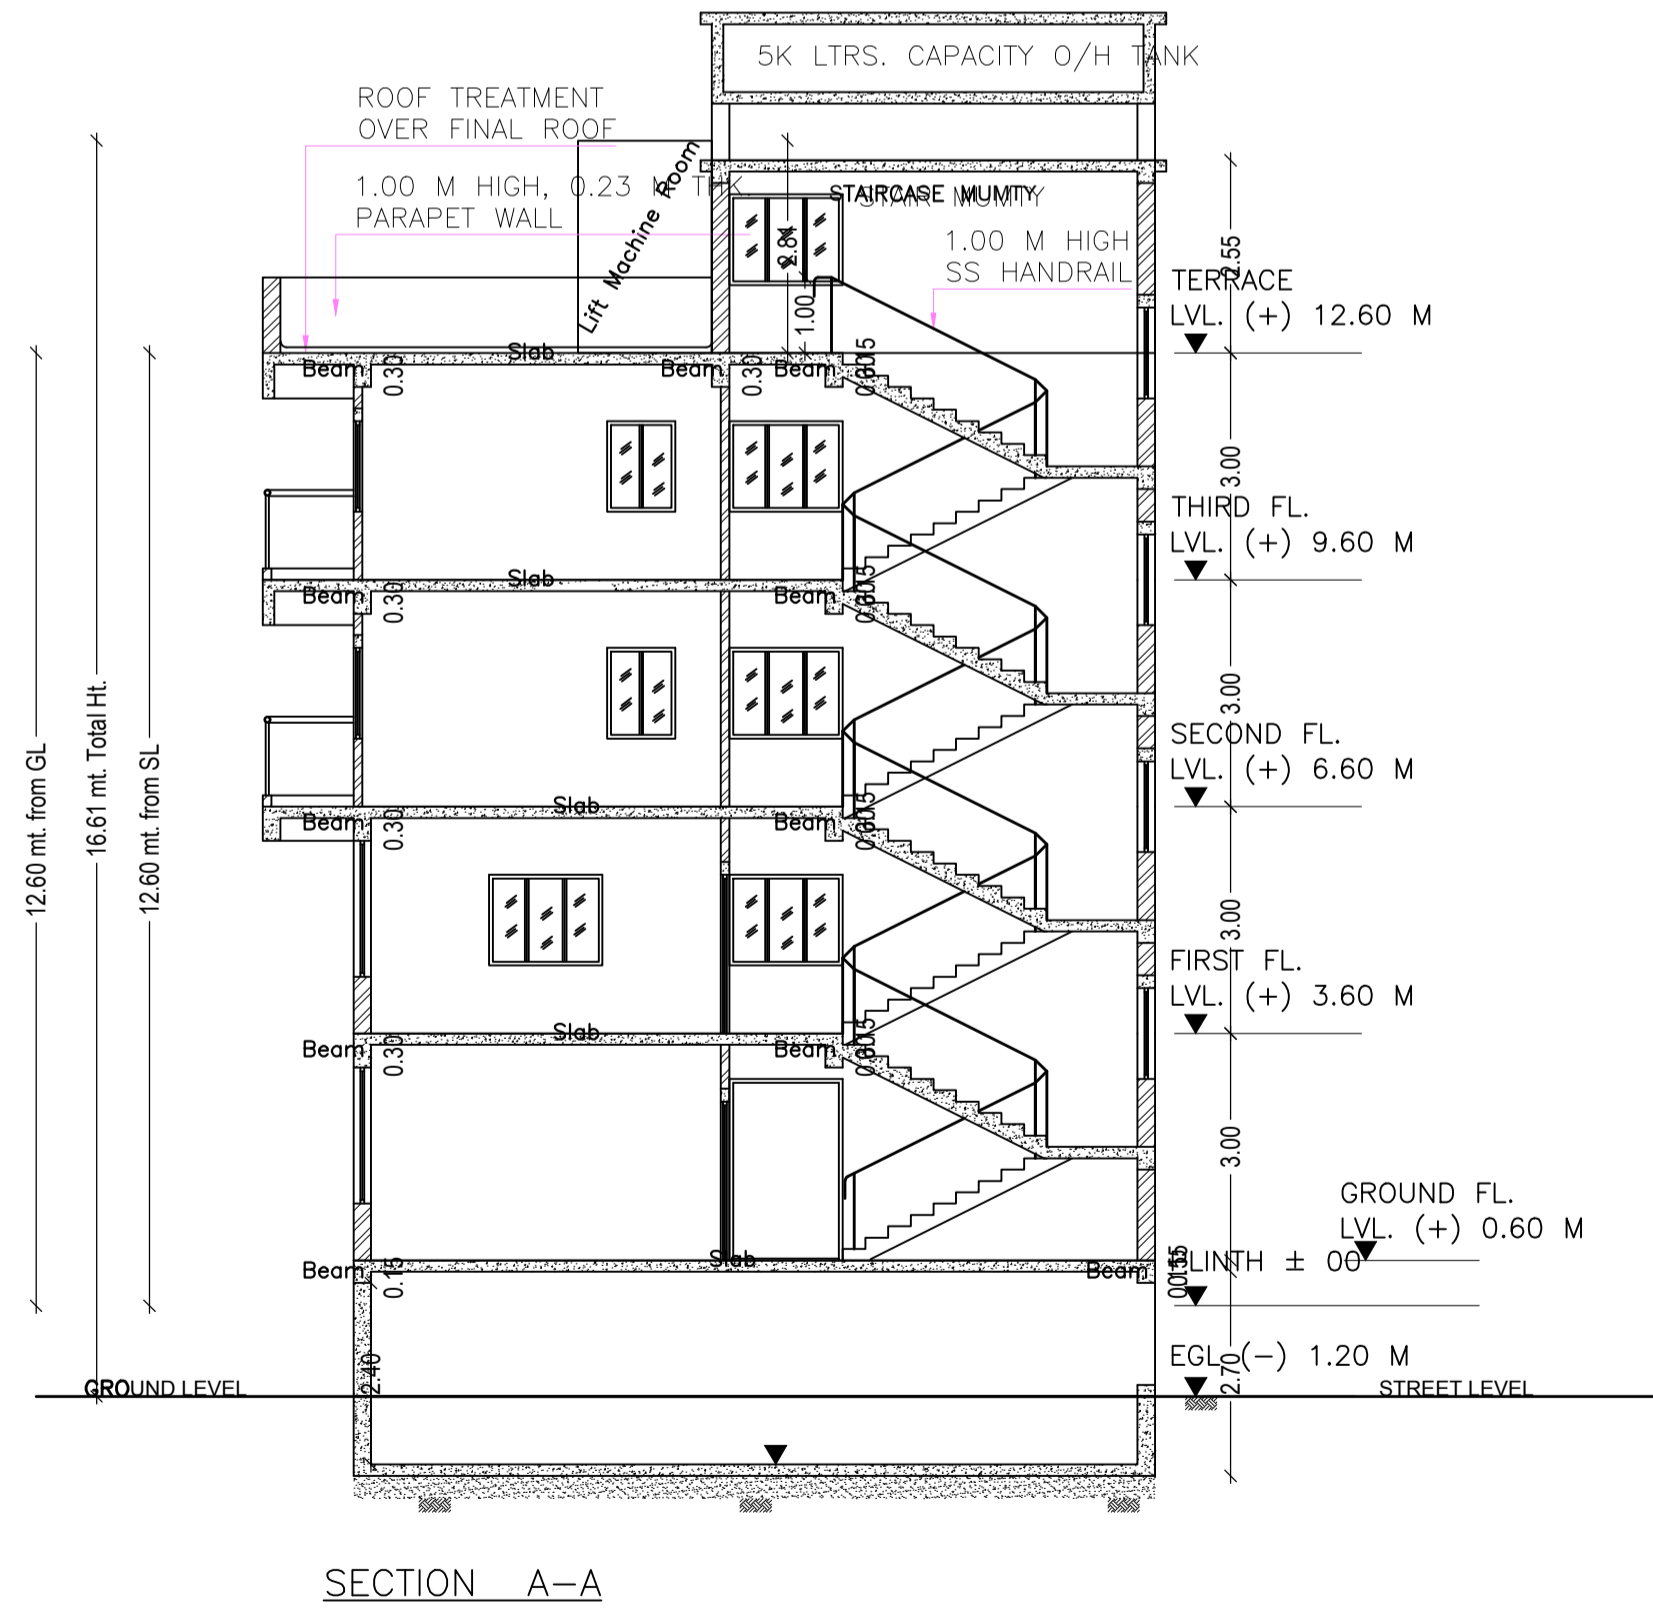 5K LTRS. CAPACITY O/H TANK
ROOF TREATMENT
OVER FINAL ROOF
1.00 M HIGH, 0.23 M THK.
PARAPET WALL
Lift Machine Room
STAIRCASE MUMTY
STAIR MUMTY
2.81
1.00
1.00 M HIGH
SS HANDRAIL
2.55
TERRACE
LVL. (+) 12.60 M
Slab
Beam
0.30
Beam
0.30
Beam
3.00
THIRD FL.
LVL. (+) 9.60 M
Slab
Beam
0.30
Beam
3.00
SECOND FL.
LVL. (+) 6.60 M
Slab
Beam
0.30
Beam
3.00
FIRST FL.
LVL. (+) 3.60 M
Slab
Beam
0.30
Beam
3.00
GROUND FL.
LVL. (+) 0.60 M
Slab
Beam
0.15
Beam
PLINTH ± 00
EGL (-) 1.20 M
2.40
2.70
12.60 mt. from GL
16.61 mt. Total Ht.
12.60 mt. from SL
GROUND LEVEL
STREET LEVEL
SECTION A-A